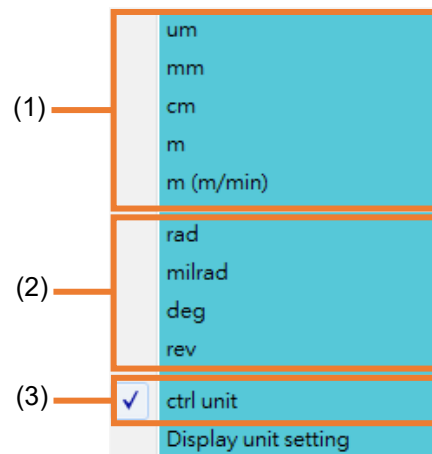 um
mm
(1)
cm
m
m (m/min)
rad
milrad
(2)
deg
rev
(3)
ctrl unit
Display unit setting